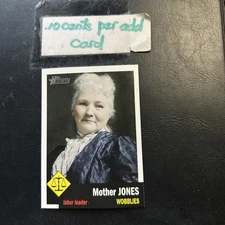 .10 cents per add
Card
Mother JONES
labor leader
WOBBLIES